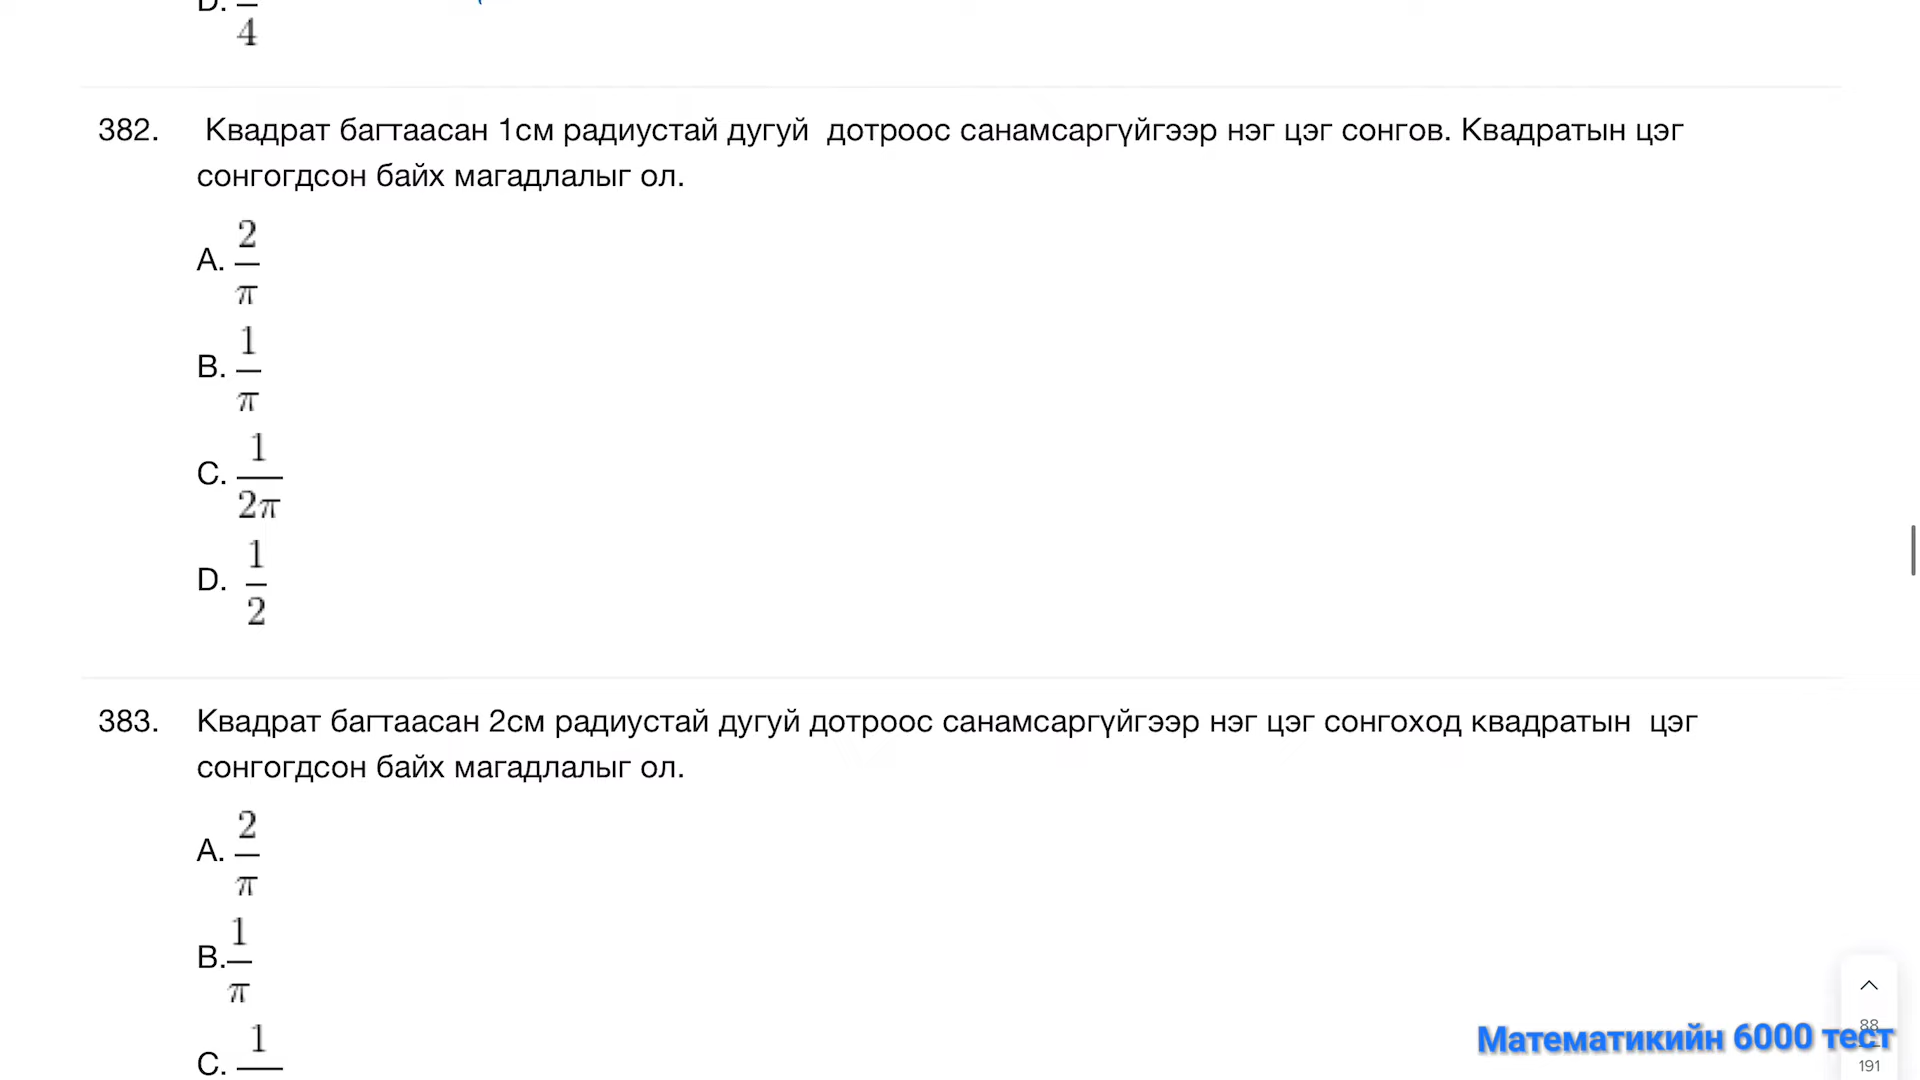 D.
4
382. Квадрат багтаасан 1см радиустай дугуй дотроос санамсаргүйгээр нэг цэг сонгов. Квадратын цэг
сонгогдсон байх магадлалыг ол.
A. 2/π
B. 1/π
C. 1/2π
D. 1/2
383. Квадрат багтаасан 2см радиустай дугуй дотроос санамсаргүйгээр нэг цэг сонгоход квадратын цэг
сонгогдсон байх магадлалыг ол.
A. 2/π
B. 1/π
C. 1
88
Математикийн 6000 тест
191